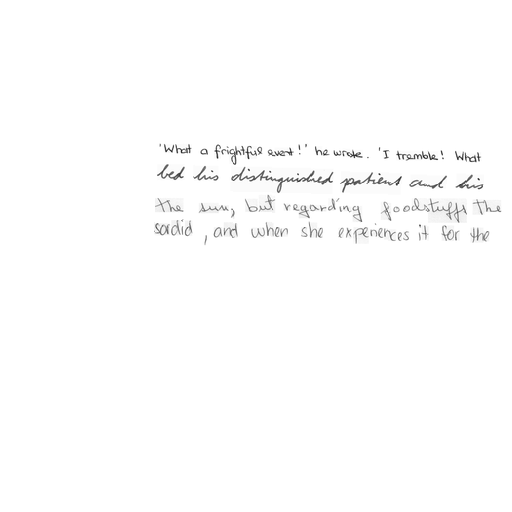 'What a frightful event!' he wrote. 'I tremble! What
bed his distinguished patient and his
the sun, but regarding foodstuffs the
sordid, and when she experiences it for the